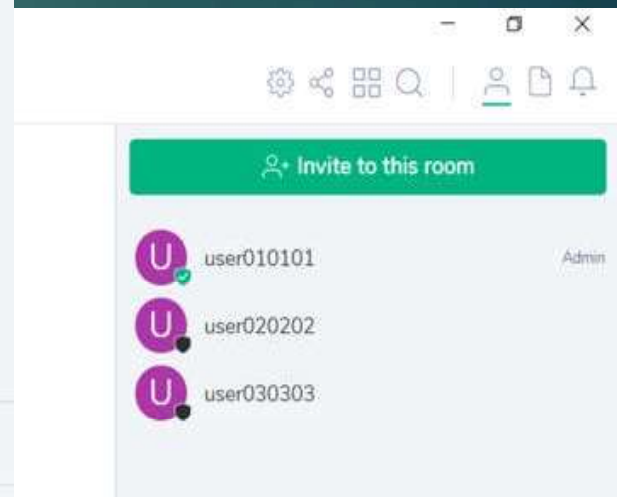 Invite to this room
U user010101 Admin
U user020202
U user030303